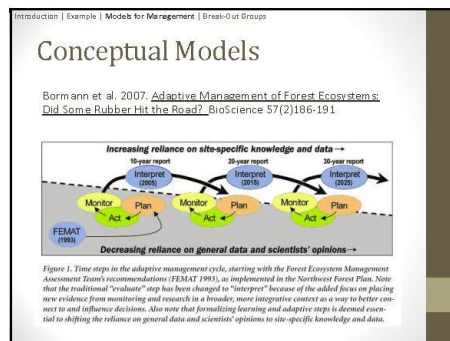 Introduction | Example | Models for Management | Break-Out Groups
Conceptual Models
Bormann et al. 2007. Adaptive Management of Forest Ecosystems:
Did Some Rubber Hit the Road? BioScience 57(2)186-191
Increasing reliance on site-specific knowledge and data→
10-year report 20-year report 30-year report
Interpret
(2005)
Interpret
(2015)
Interpret
(2025)
Monitor Plan Monitor Plan Monitor Plan
Act Act Act
FEMAT
(1993)
Decreasing reliance on general data and scientists' opinions→
Figure 1. Time steps in the adaptive management cycle, starting with the Forest Ecosystem Management
Assessment Team's recommendations (FEMAT 1993), as implemented in the Northwest Forest Plan. Note
that the traditional "evaluate" step has been changed to "interpret" because of the added focus on placing
new evidence from monitoring and research in a broader, more integrative context as a way to better con-
nect to and influence decisions. Also note that formalizing learning and adaptive steps is deemed essen-
tial to shifting the reliance on general data and scientists' opinions to site-specific knowledge and data.